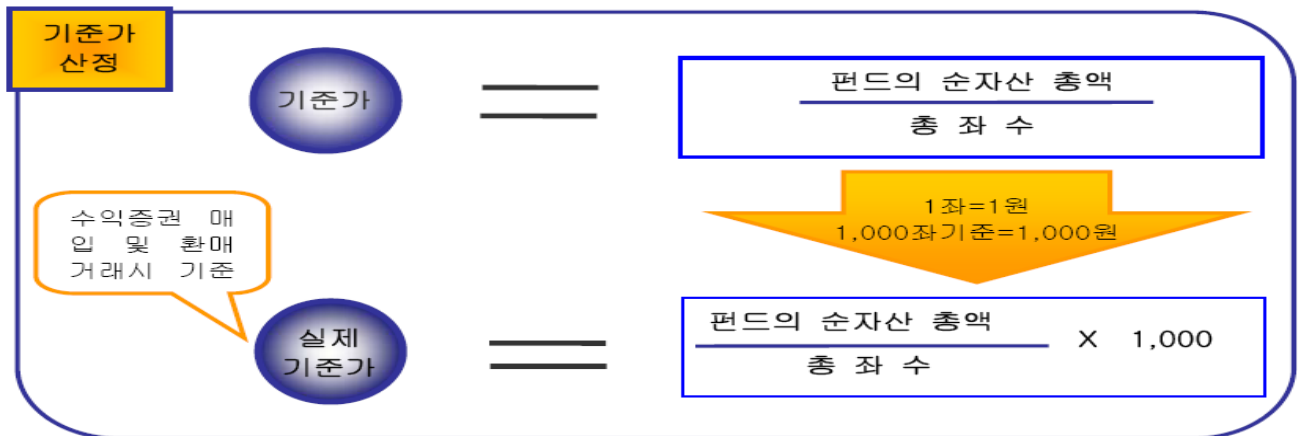 기준가
산정
기준가
펀드의 순자산 총액
총 좌 수
수익증권 매
입 및 환매
거래시 기준
1좌=1원
1,000좌기준=1,000원
실제
기준가
펀드의 순자산 총액
총 좌 수
X 1,000